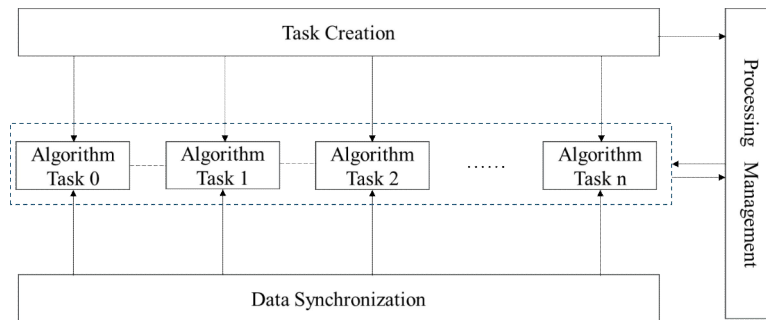 Task Creation
Algorithm
Task 0
Algorithm
Task 1
Algorithm
Task 2
......
Algorithm
Task n
Data Synchronization
Processing Management